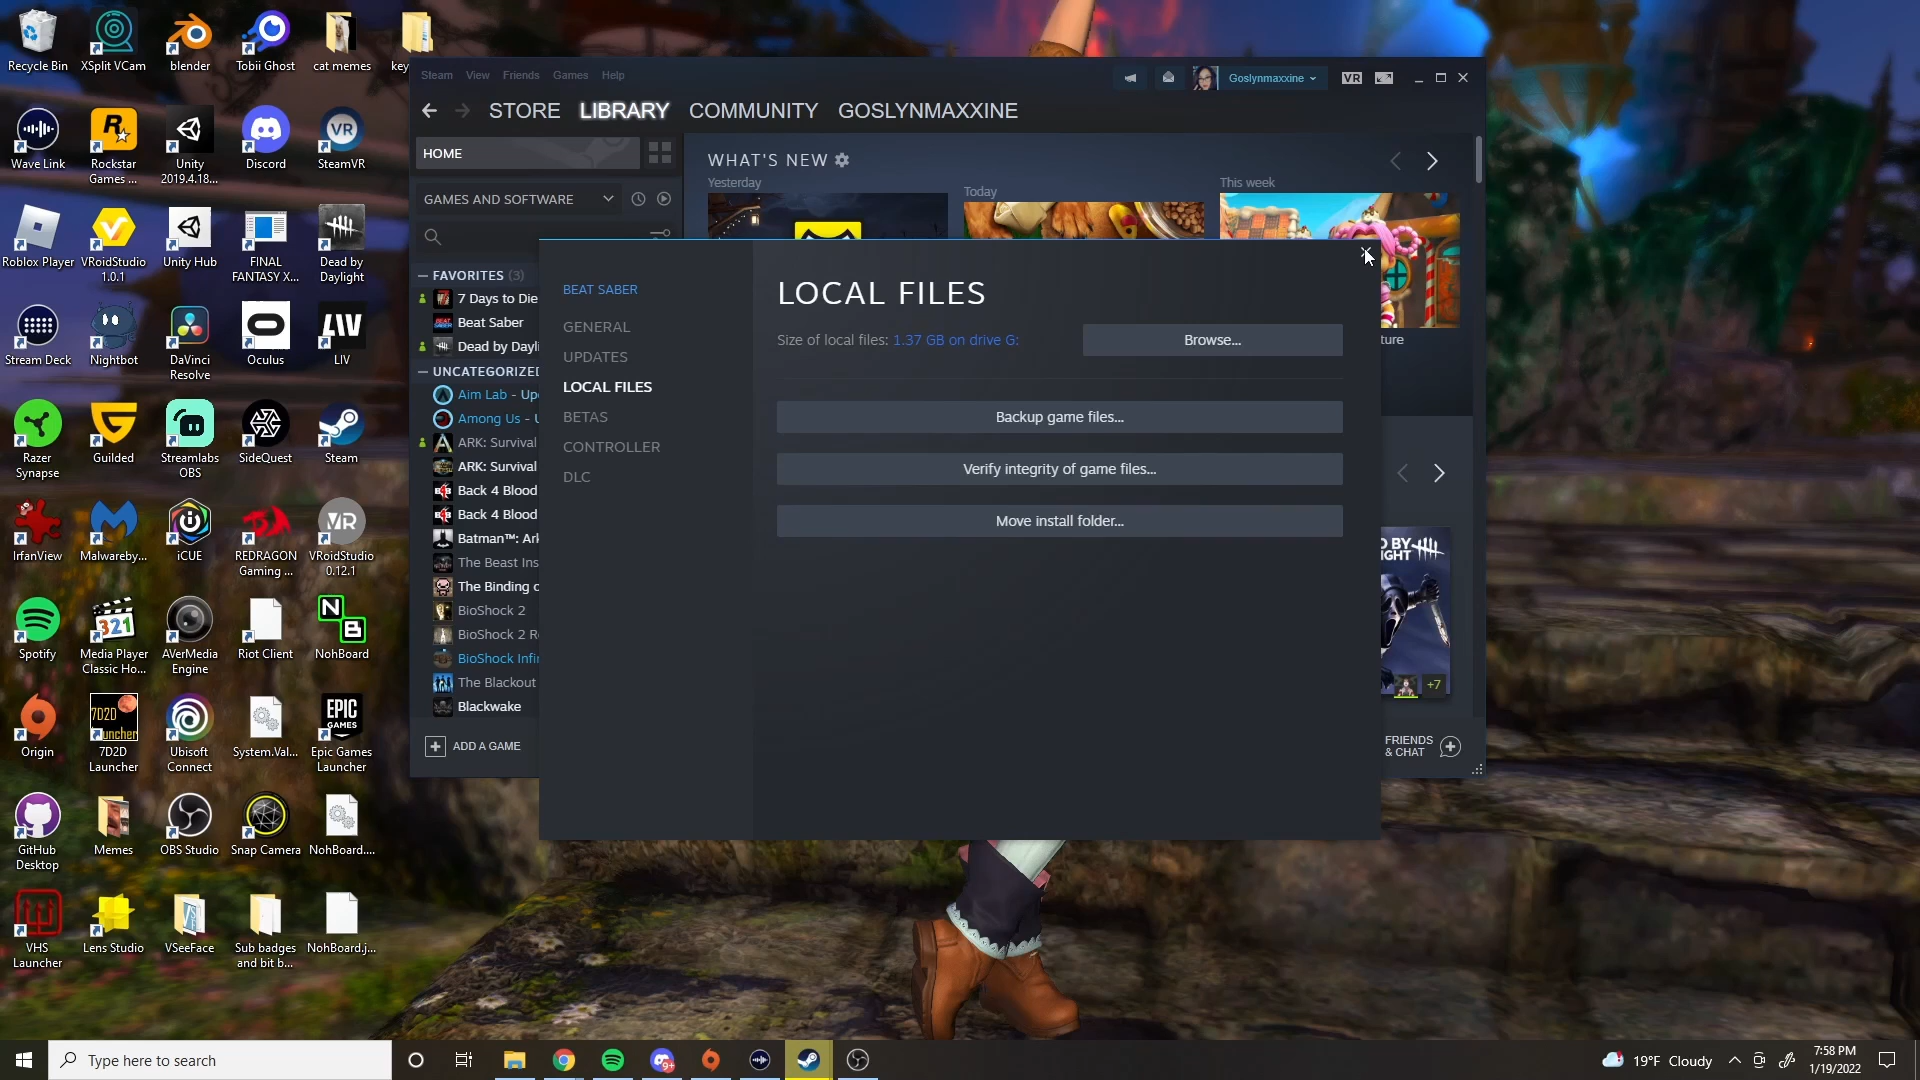 Recycle Bin
XSplit VCam
blender
Tobii Ghost
cat memes
key
Wave Link
Rockstar
Games ...
Unity
2019.4.18...
Discord
SteamVR
Roblox Player
VRoidStudio
1.0.1
Unity Hub
FINAL
FANTASY X...
Dead by
Daylight
Stream Deck
Nightbot
DaVinci
Resolve
Oculus
LIV
Razer
Synapse
Guilded
Streamlabs
OBS
SideQuest
Steam
IrfanView
Malwareby...
iCUE
REDRAGON
Gaming ...
VRoidStudio
0.12.1
Spotify
Media Player
Classic Ho...
AVerMedia
Engine
Riot Client
NohBoard
Origin
7D2D
Launcher
Ubisoft
Connect
System.Val...
Epic Games
Launcher
GitHub
Desktop
Memes
OBS Studio
Snap Camera
NohBoard....
VHS
Launcher
Lens Studio
VSeeFace
Sub badges
and bit b...
NohBoard.j...
Steam View Friends Games Help
Goslynmaxxine
VR
STORE LIBRARY COMMUNITY GOSLYNMAXXINE
HOME
GAMES AND SOFTWARE
FAVORITES (3)
7 Days to Die
Beat Saber
Dead by Dayli
UNCATEGORIZED
Aim Lab - Up
Among Us - U
ARK: Survival
ARK: Survival
Back 4 Blood
Back 4 Blood
Batman™: Ark
The Beast Ins
The Binding o
BioShock 2
BioShock 2 R
BioShock Infi
The Blackout
Blackwake
ADD A GAME
WHAT'S NEW
Yesterday
Today
This week
ture
D BY
IGHT
+7
FRIENDS
& CHAT
BEAT SABER
GENERAL
UPDATES
LOCAL FILES
BETAS
CONTROLLER
DLC
LOCAL FILES
Size of local files: 1.37 GB on drive G:
Browse...
Backup game files...
Verify integrity of game files...
Move install folder...
Type here to search
9+
19°F Cloudy
7:58 PM
1/19/2022